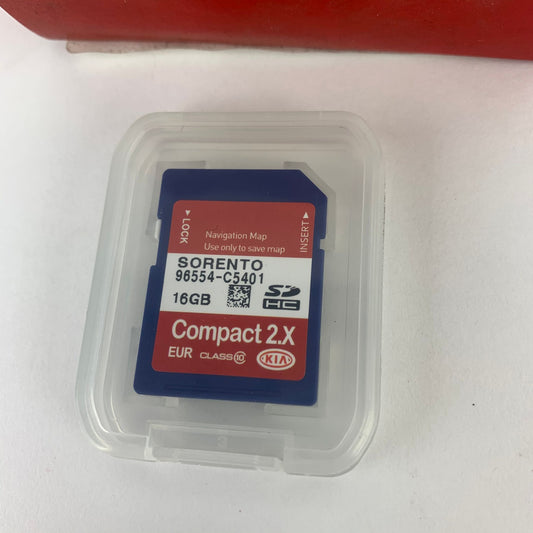 ▶LOCK
Navigation Map
Use only to save map
INSERT▶
SORENTO
96554-C5401
16GB
SD
HC
Compact 2.X
EUR CLASS 10
KIA